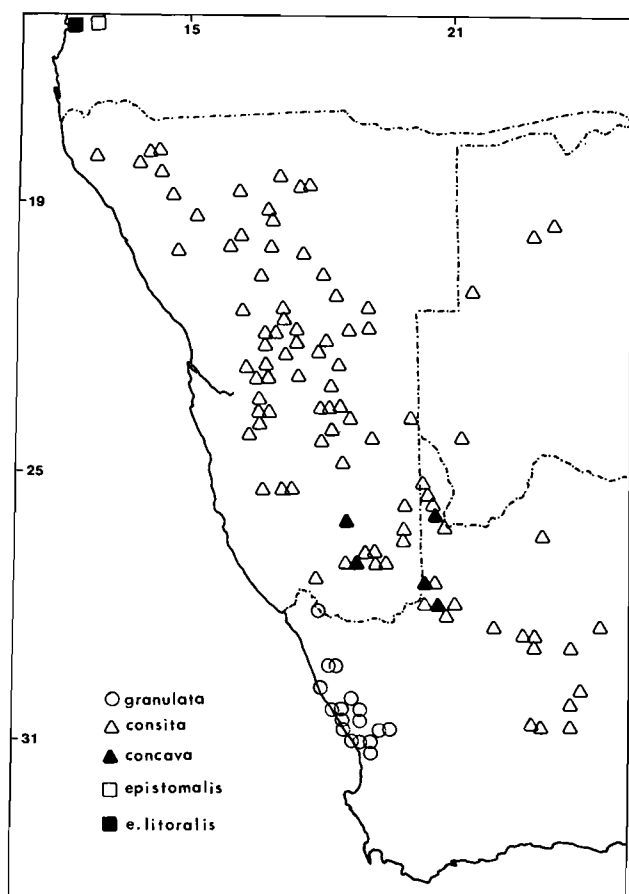 15 21
19
25
31
granulata
consita
concava
epistomalis
e.litoralis